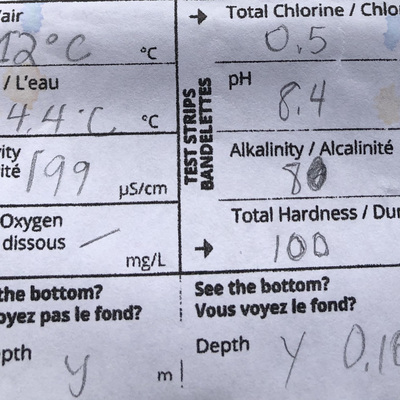 /air
12°C °C
/ L'eau
4.4°C °C
ity
ité 199 µS/cm
Oxygen
dissous — mg/L
the bottom?
oyez pas le fond?
pth y m
TEST STRIPS
BANDELETTES
→ Total Chlorine / Chlo
0.5
pH
8.4
Alkalinity / Alcalinité
80
→ Total Hardness / Du
100
See the bottom?
Vous voyez le fond?
Depth y 0.18